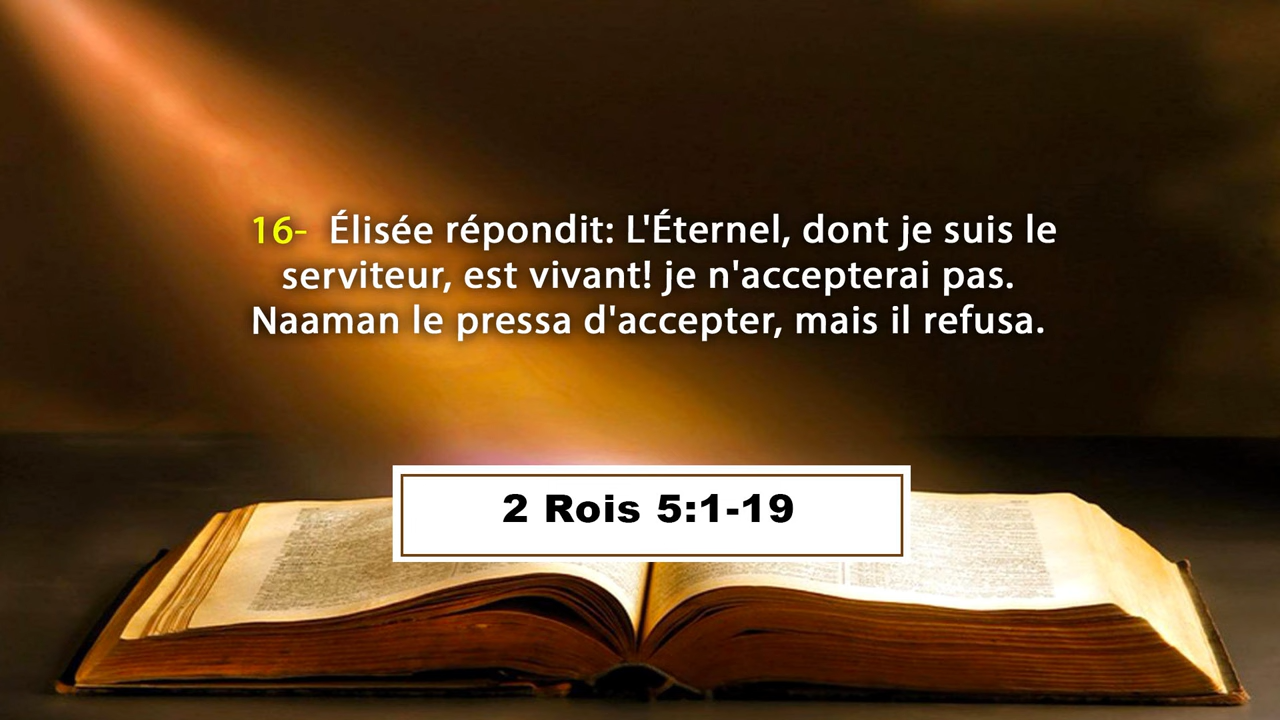 16- Élisée répondit: L'Éternel, dont je suis le
serviteur, est vivant! je n'accepterai pas.
Naaman le pressa d'accepter, mais il refusa.
2 Rois 5:1-19